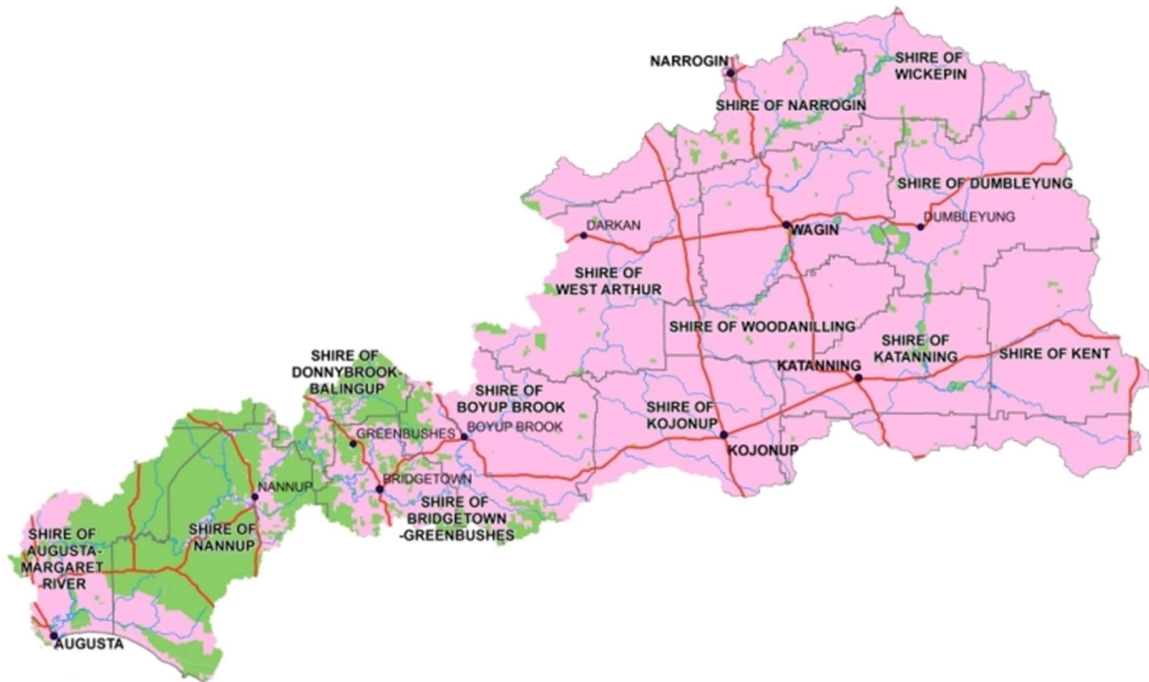 NARROGIN
SHIRE OF
WICKEPIN
SHIRE OF NARROGIN
SHIRE OF DUMBLEYUNG
DUMBLEYUNG
DARKAN
WAGIN
SHIRE OF
WEST ARTHUR
SHIRE OF WOODANILLING
SHIRE OF
KATANNING
SHIRE OF KENT
KATANNING
SHIRE OF
DONNYBROOK-
BALINGUP
SHIRE OF
BOYUP BROOK
BOYUP BROOK
SHIRE OF
KOJONUP
KOJONUP
GREENBUSHES
BRIDGETOWN
SHIRE OF
BRIDGETOWN
-GREENBUSHES
NANNUP
SHIRE OF
NANNUP
SHIRE OF
AUGUSTA-
MARGARET
RIVER
AUGUSTA